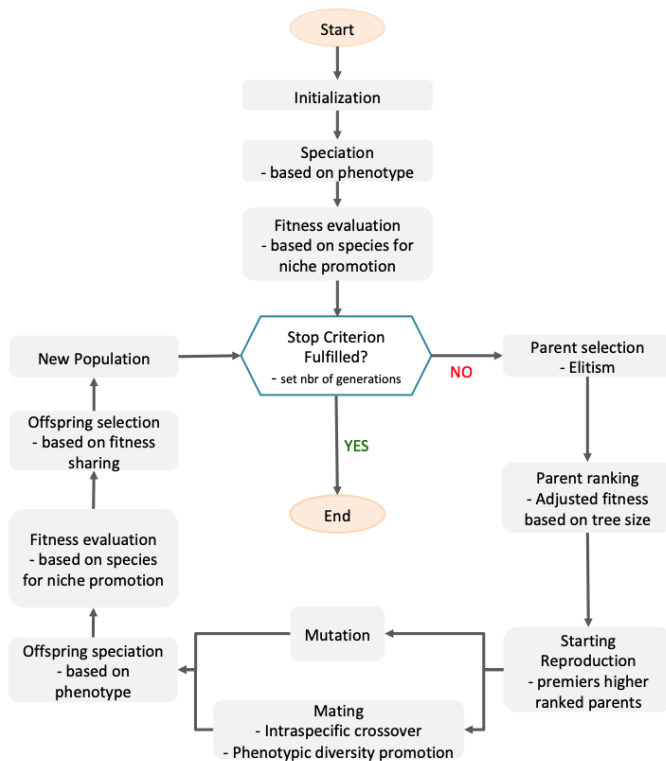 Start
Initialization
Speciation
- based on phenotype
Fitness evaluation
- based on species for
niche promotion
Stop Criterion
Fulfilled?
- set nbr of generations
NO
YES
End
Parent selection
- Elitism
Parent ranking
- Adjusted fitness
based on tree size
Starting
Reproduction
- premiers higher
ranked parents
Mutation
Mating
- Intraspecific crossover
- Phenotypic diversity promotion
Offspring speciation
- based on
phenotype
Fitness evaluation
- based on species
for niche promotion
Offspring selection
- based on fitness
sharing
New Population